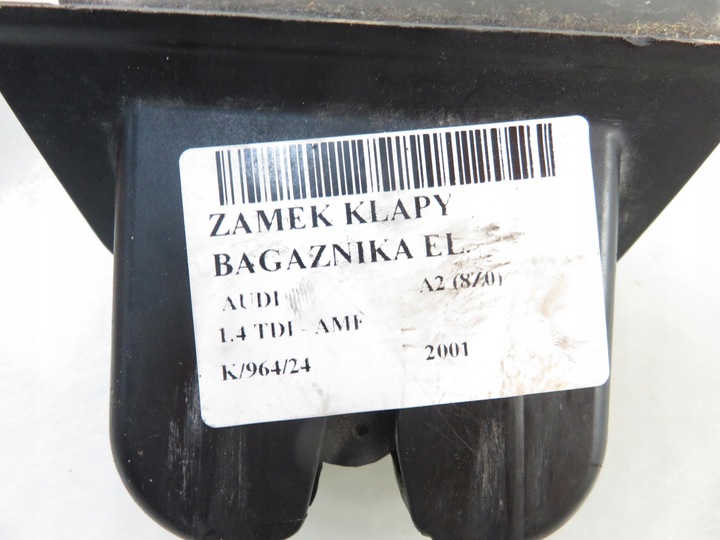 ZAMEK KLAPY
BAGAZNIKA EL.
AUDI A2 (8Z0)
1.4 TDI - AMF
K/964/24 2001